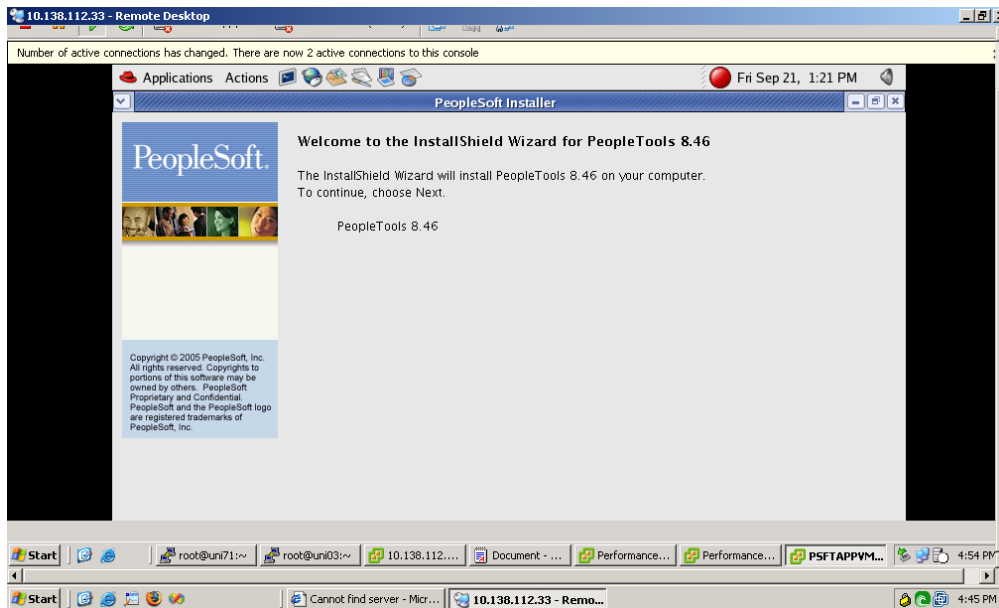 10.138.112.33 - Remote Desktop
Number of active connections has changed. There are now 2 active connections to this console
Applications Actions
Fri Sep 21, 1:21 PM
PeopleSoft Installer
PeopleSoft.
Welcome to the InstallShield Wizard for PeopleTools 8.46
The InstallShield Wizard will install PeopleTools 8.46 on your computer.
To continue, choose Next.
PeopleTools 8.46
Copyright © 2005 PeopleSoft, Inc.
All rights reserved. Copyrights to
portions of this software may be
owned by others. PeopleSoft
Proprietary and Confidential.
PeopleSoft and the PeopleSoft logo
are registered trademarks of
PeopleSoft, Inc.
Start
root@uni71:~
root@uni03:~
10.138.112....
Document - ...
Performance...
Performance...
PSFTAPPVM...
4:54 PM
Start
Cannot find server - Micr...
10.138.112.33 - Remo...
4:45 PM